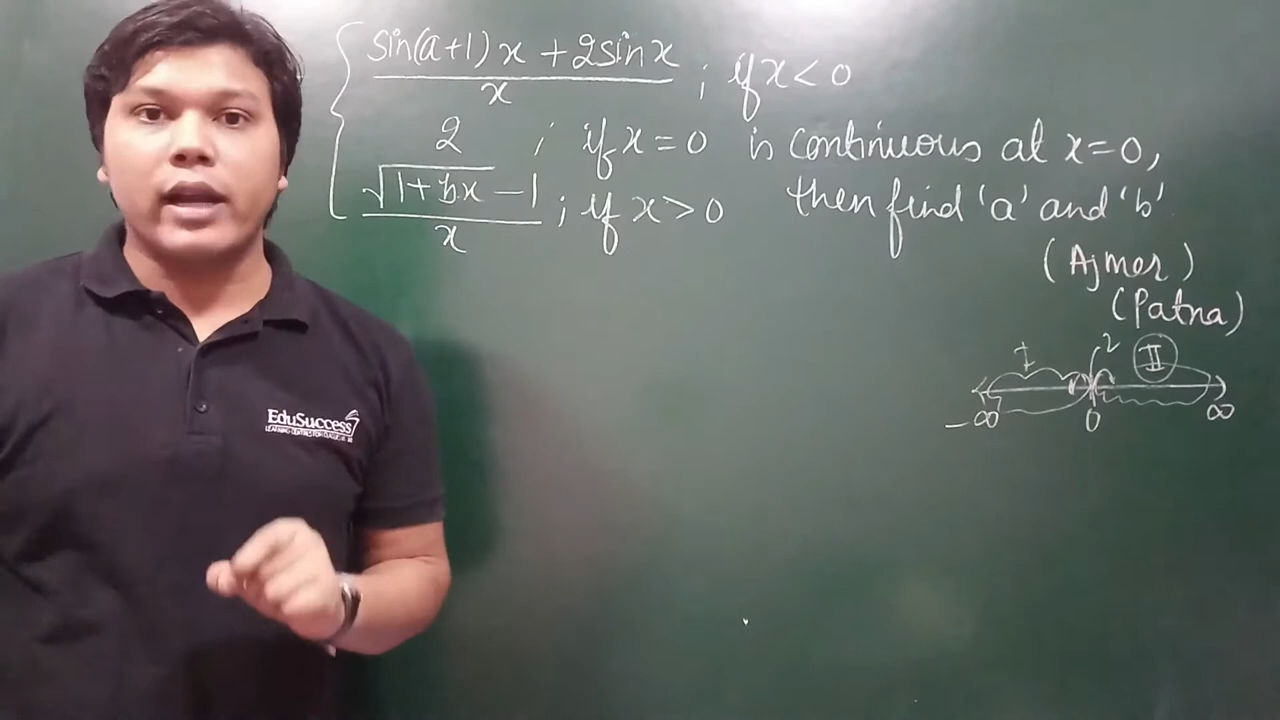 sin(a+1)x + 2sinx
x
; if x < 0
2 ; if x = 0 is continuous at x=0,
√1+bx - 1
x
; if x > 0 then find 'a' and 'b'
(Ajmer)
(Patna)
I 2 II
-∞ 0 ∞
EduSuccess